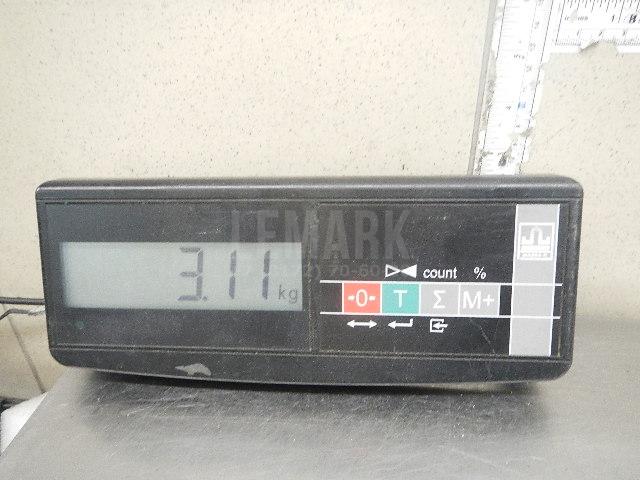 LEMARK
3.11 kg
count %
-0- T Σ M+